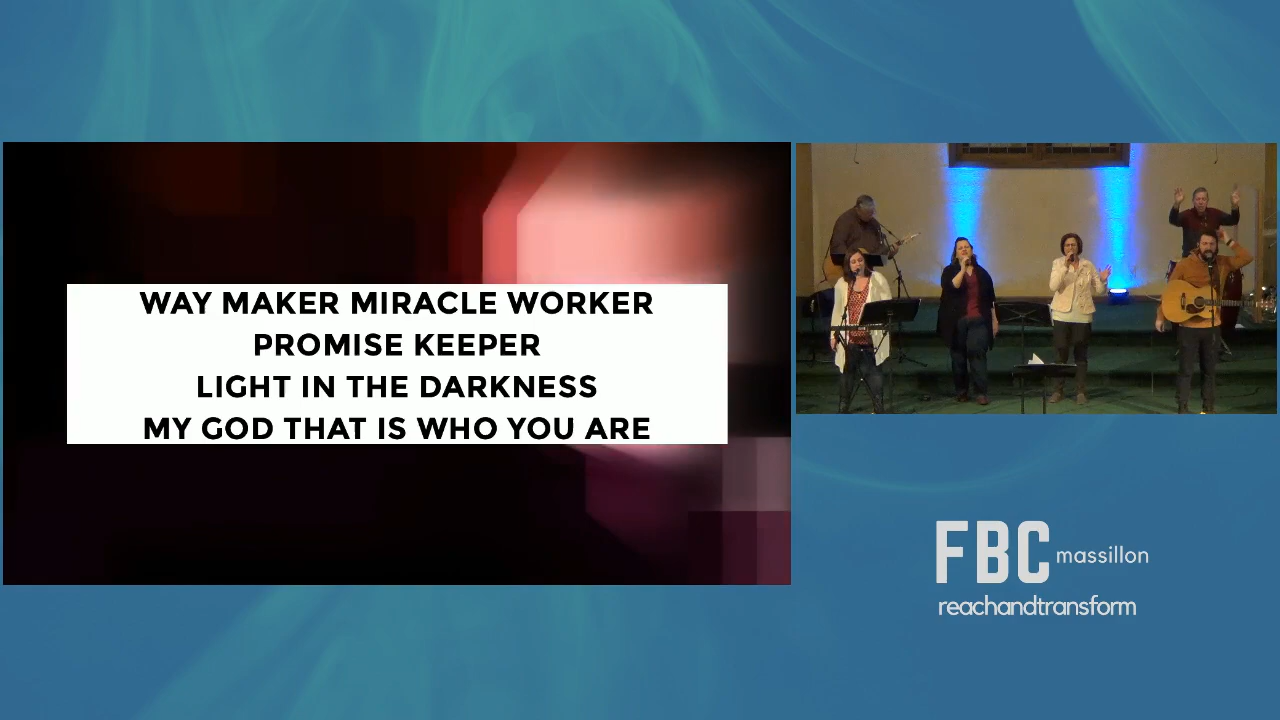 WAY MAKER MIRACLE WORKER
PROMISE KEEPER
LIGHT IN THE DARKNESS
MY GOD THAT IS WHO YOU ARE
FBC massillon
reachandtransform